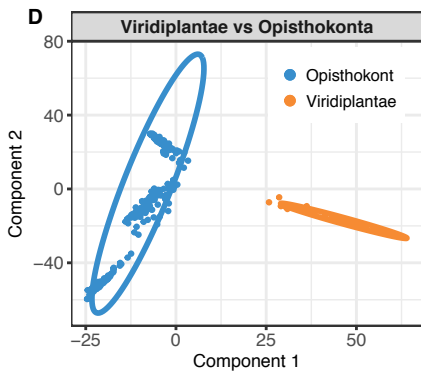 D
Viridiplantae vs Opisthokonta
80
40
0
−40
Component 2
Opisthokont
Viridiplantae
−25
0
25
50
Component 1